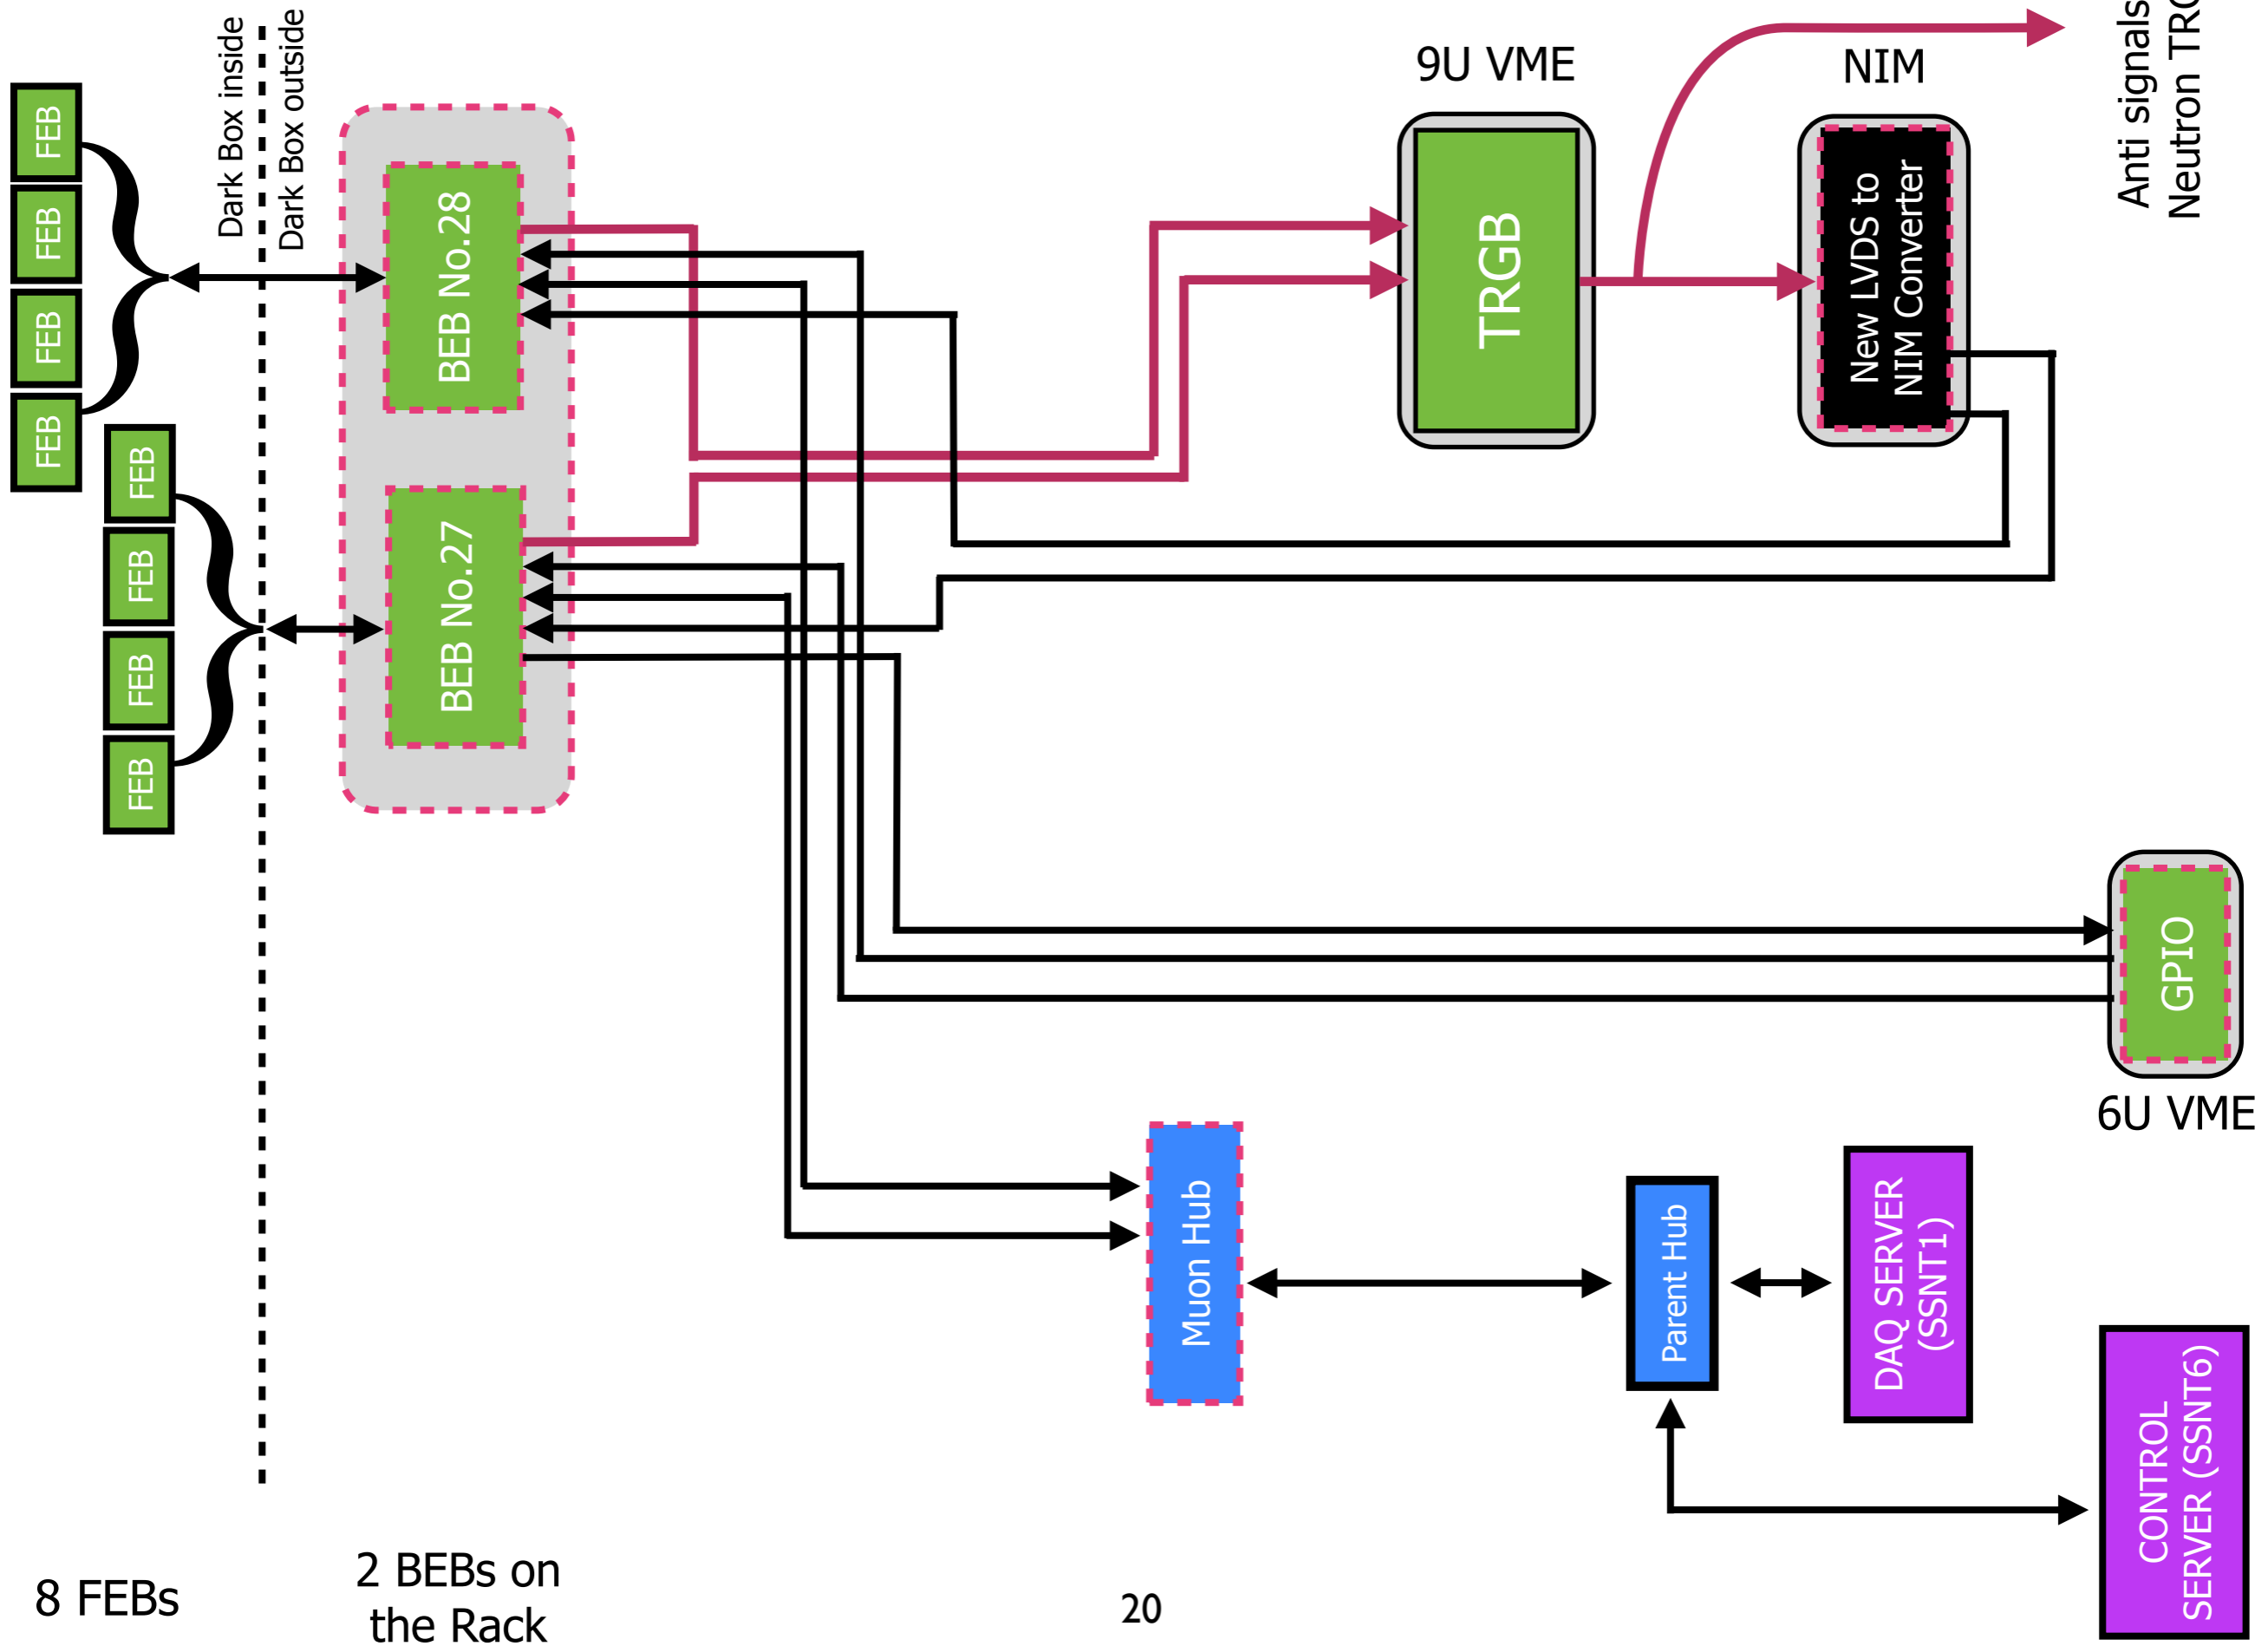 Dark Box inside
Dark Box outside
FEB
FEB
FEB
FEB
FEB
FEB
FEB
FEB
BEB No.28
BEB No.27
9U VME
TRGB
NIM
New LVDS to
NIM Converter
Anti signals
Neutron
GPIO
6U VME
Muon Hub
Parent Hub
DAQ SERVER
(SSNT1)
CONTROL
SERVER (SSNT6)
8 FEBs
2 BEBs on
the Rack
20